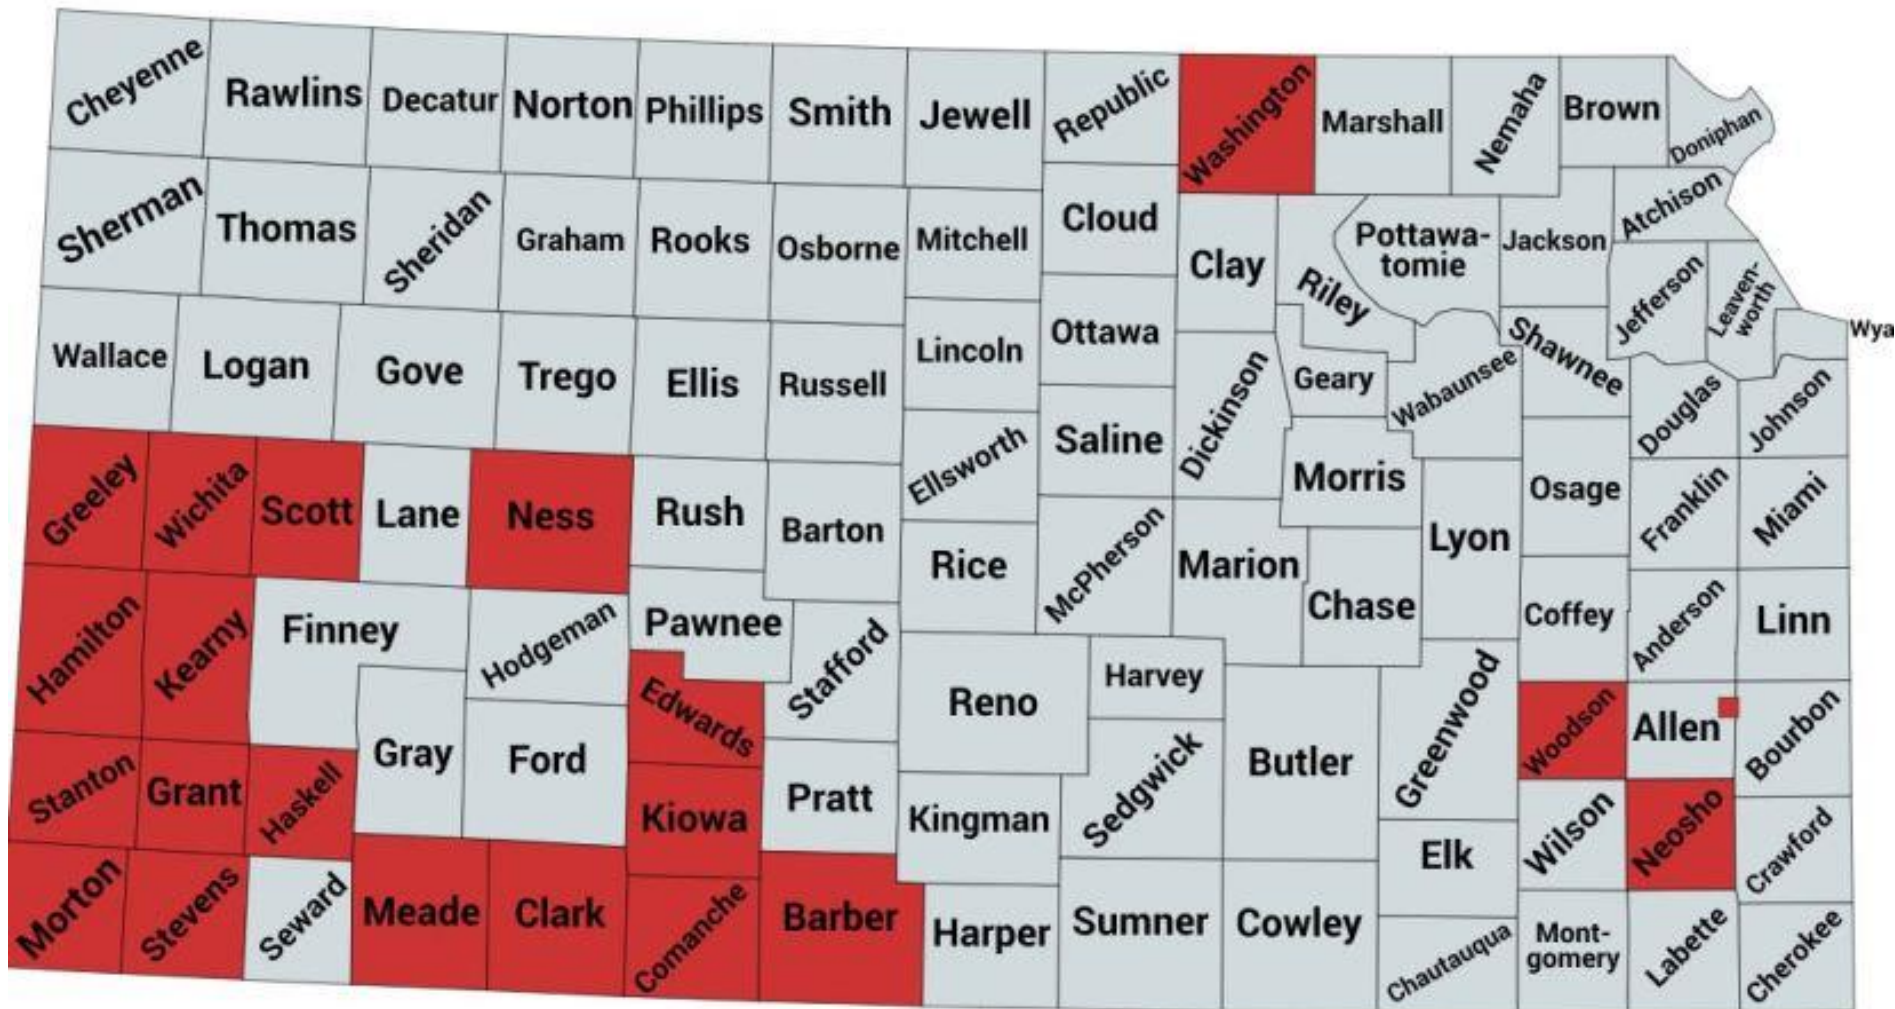 Cheyenne
Rawlins
Decatur
Norton
Phillips
Smith
Jewell
Republic
Washington
Marshall
Nemaha
Brown
Doniphan
Sherman
Thomas
Sheridan
Graham
Rooks
Osborne
Mitchell
Cloud
Clay
Riley
Pottawa-
tomie
Jackson
Atchison
Jefferson
Leaven-
worth
Wya
Wallace
Logan
Gove
Trego
Ellis
Russell
Lincoln
Ottawa
Dickinson
Geary
Wabaunsee
Shawnee
Douglas
Johnson
Greeley
Wichita
Scott
Lane
Ness
Rush
Barton
Ellsworth
Saline
Morris
Lyon
Osage
Franklin
Miami
Hamilton
Kearny
Finney
Hodgeman
Pawnee
Stafford
Rice
McPherson
Marion
Chase
Coffey
Anderson
Linn
Stanton
Grant
Haskell
Gray
Ford
Edwards
Kiowa
Pratt
Reno
Harvey
Kingman
Sedgwick
Butler
Greenwood
Woodson
Allen
Bourbon
Elk
Wilson
Neosho
Crawford
Morton
Stevens
Seward
Meade
Clark
Comanche
Barber
Harper
Sumner
Cowley
Chautauqua
Mont-
gomery
Labette
Cherokee